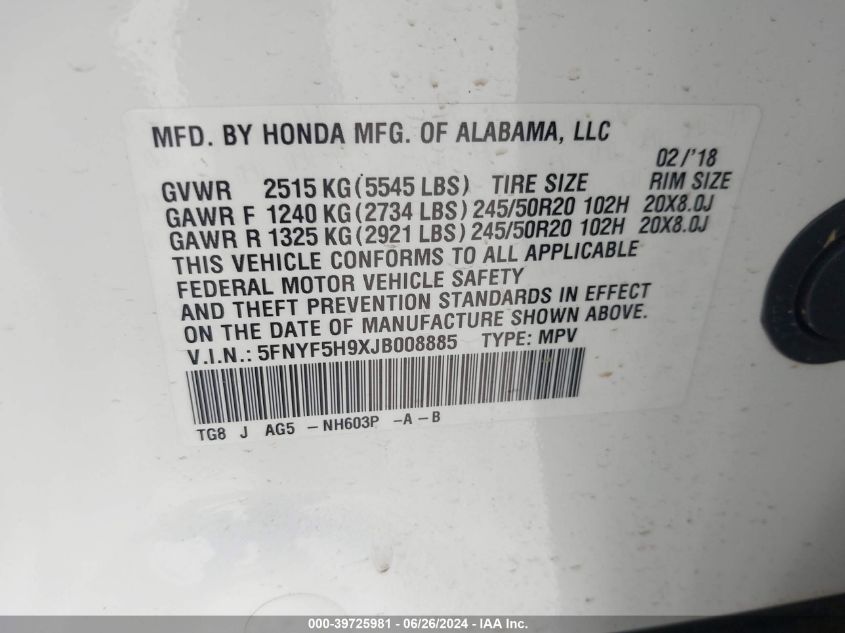 MFD. BY HONDA MFG. OF ALABAMA, LLC
02/'18
GVWR 2515 KG (5545 LBS) TIRE SIZE RIM SIZE
GAWR F 1240 KG (2734 LBS) 245/50R20 102H 20X8.0J
GAWR R 1325 KG (2921 LBS) 245/50R20 102H 20X8.0J
THIS VEHICLE CONFORMS TO ALL APPLICABLE
FEDERAL MOTOR VEHICLE SAFETY
AND THEFT PREVENTION STANDARDS IN EFFECT
ON THE DATE OF MANUFACTURE SHOWN ABOVE.
V.I.N.: 5FNYF5H9XJB008885 TYPE: MPV
TG8 J AG5 -NH603P -A-B
000-39725981 - 06/26/2024 - IAA Inc.